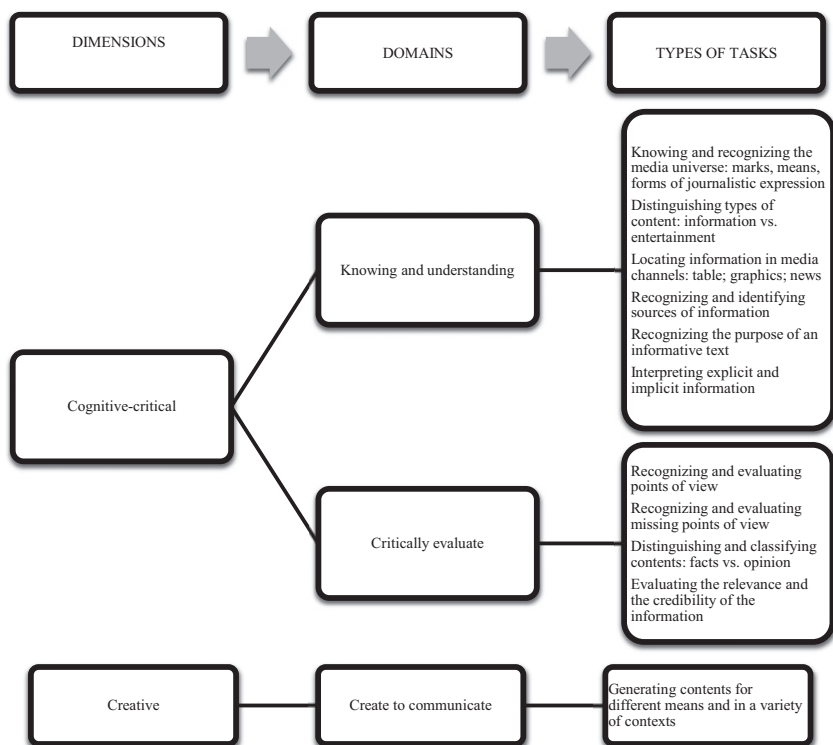 DIMENSIONS
DOMAINS
TYPES OF TASKS
Knowing and recognizing the
media universe: marks, means,
forms of journalistic expression
Distinguishing types of
content: information vs.
entertainment
Locating information in media
channels: table; graphics; news
Recognizing and identifying
sources of information
Recognizing the purpose of an
informative text
Interpreting explicit and
implicit information
Knowing and understanding
Cognitive-critical
Critically evaluate
Recognizing and evaluating
points of view
Recognizing and evaluating
missing points of view
Distinguishing and classifying
contents: facts vs. opinion
Evaluating the relevance and
the credibility of the
information
Creative
Create to communicate
Generating contents for
different means and in a variety
of contexts